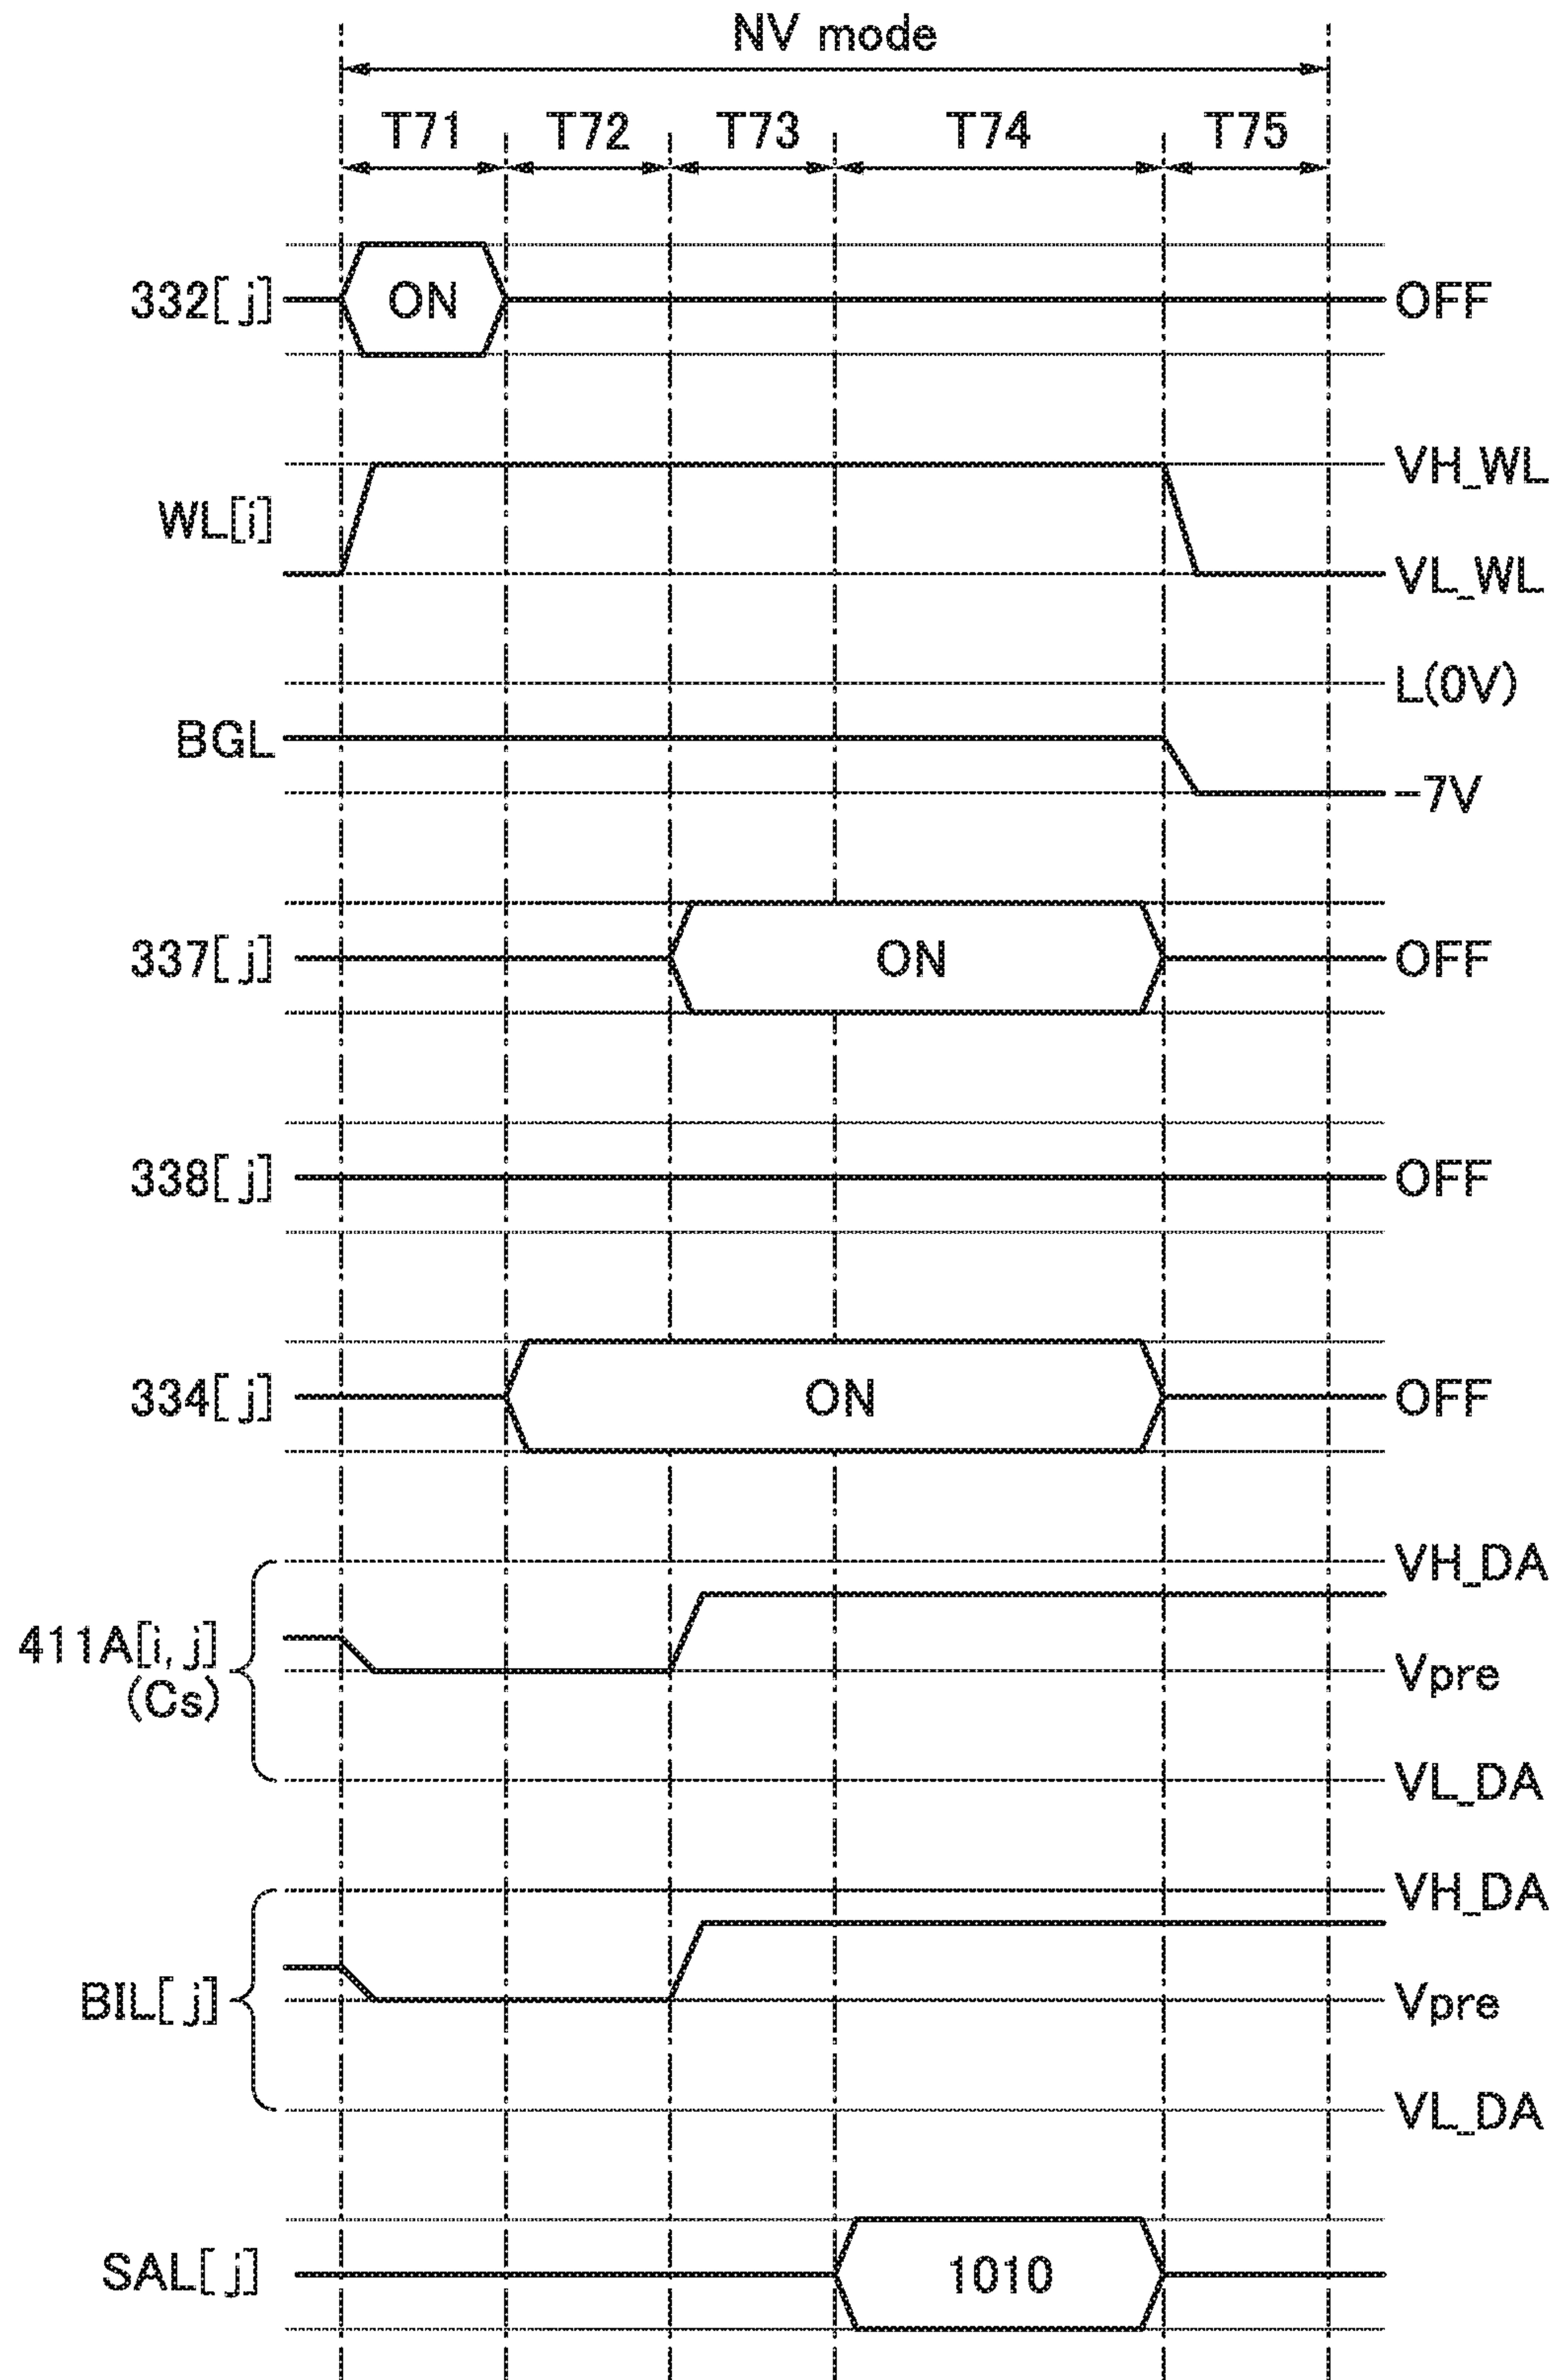 NV mode
T71 T72 T73 T74 T75
332[j] ON OFF
VH_WL
WL[i]
VL_WL
L(0V)
BGL
-7V
337[j] ON OFF
338[j] OFF
334[j] ON OFF
VH_DA
411A[i, j]
(Cs)
Vpre
VL_DA
VH_DA
BIL[j] Vpre
VL_DA
SAL[j] 1010